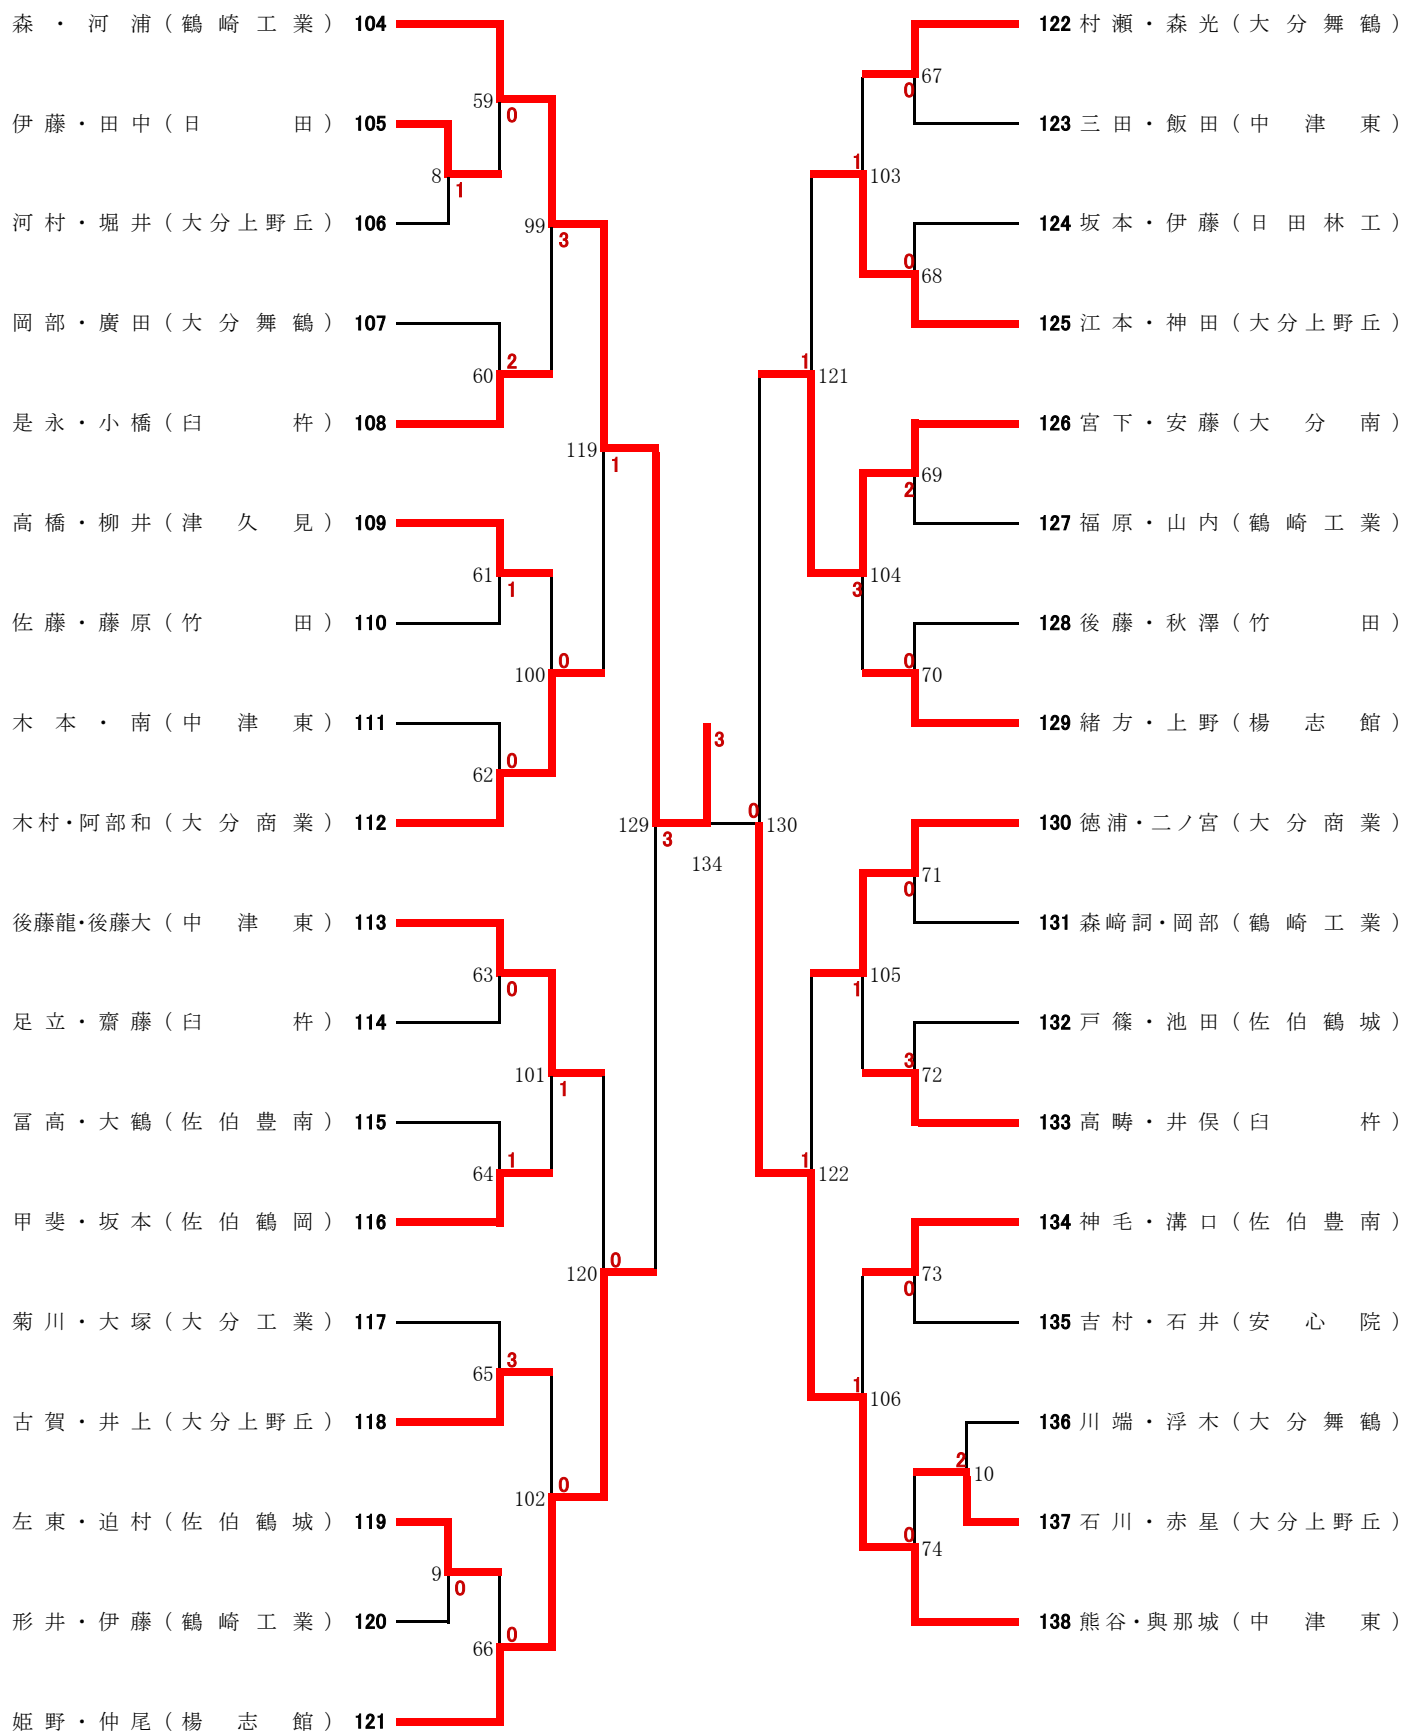 森・河浦(鶴崎工業) 104
59
0
伊藤・田中(日田) 105
8
1
河村・堀井(大分上野丘) 106
99
3
岡部・廣田(大分舞鶴) 107
60
2
是永・小橋(臼杵) 108
119
1
高橋・柳井(津久見) 109
61
1
佐藤・藤原(竹田) 110
100
0
木本・南(中津東) 111
62
0
木村・阿部和(大分商業) 112
129
3
後藤龍・後藤大(中津東) 113
63
0
足立・齋藤(臼杵) 114
101
1
冨高・大鶴(佐伯豊南) 115
64
1
甲斐・坂本(佐伯鶴岡) 116
120
0
菊川・大塚(大分工業) 117
65
3
古賀・井上(大分上野丘) 118
102
0
左東・迫村(佐伯鶴城) 119
9
0
形井・伊藤(鶴崎工業) 120
66
0
姫野・仲尾(楊志館) 121
3
134
122 村瀬・森光(大分舞鶴)
67
0
123 三田・飯田(中津東)
1
103
124 坂本・伊藤(日田林工)
0
68
125 江本・神田(大分上野丘)
1
121
126 宮下・安藤(大分南)
69
2
127 福原・山内(鶴崎工業)
104
3
128 後藤・秋澤(竹田)
0
70
129 緒方・上野(楊志館)
0
130
130 徳浦・二ノ宮(大分商業)
71
0
131 森﨑詞・岡部(鶴崎工業)
105
1
132 戸篠・池田(佐伯鶴城)
3
72
133 高畴・井俣(臼杵)
1
122
134 神毛・溝口(佐伯豊南)
73
0
135 吉村・石井(安心院)
1
106
136 川端・浮木(大分舞鶴)
2
10
137 石川・赤星(大分上野丘)
0
74
138 熊谷・與那城(中津東)